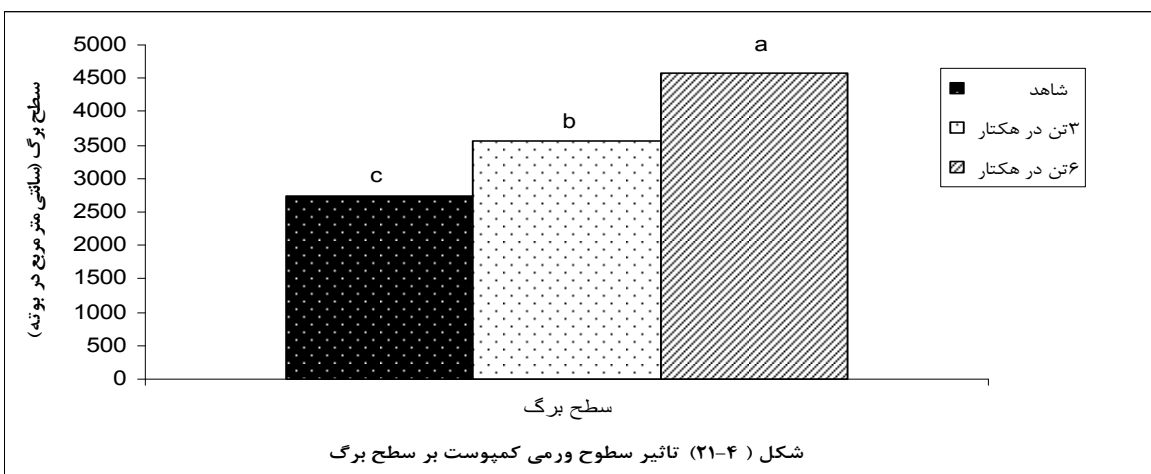 5000
4500
4000
3500
3000
2500
2000
1500
1000
500
0
سطح برگ (سانتی متر مربع در بوته)
c
b
a
شاهد
۳تن در هکتار
۶تن در هکتار
سطح برگ
شکل ( ۴-۲۱) تاثیر سطوح ورمی کمپوست بر سطح برگ